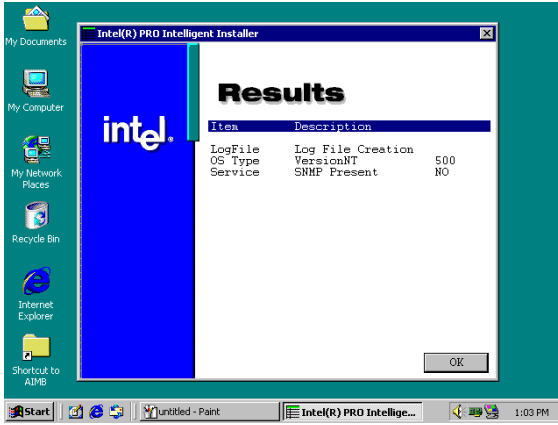 My Documents
My Computer
My Network
Places
Recycle Bin
Internet
Explorer
Shortcut to
AIMB
Intel(R) PRO Intelligent Installer
intel.
Results
Item Description
LogFile Log File Creation
OS Type VersionNT 500
Service SNMP Present NO
OK
Start
untitled - Paint
Intel(R) PRO Intellige...
1:03 PM